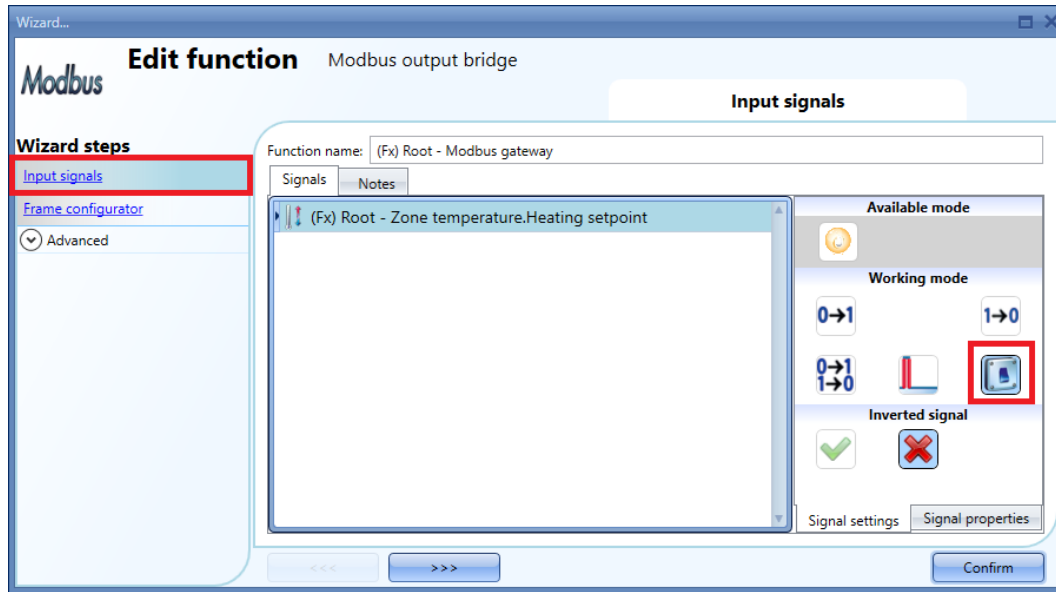 Wizard...
Modbus
Edit function
Modbus output bridge
Input signals
Wizard steps
Input signals
Frame configurator
Advanced
Function name: (Fx) Root - Modbus gateway
Signals
Notes
(Fx) Root - Zone temperature.Heating setpoint
Available mode
Working mode
0→1
1→0
0→1
1→0
Inverted signal
Signal settings
Signal properties
<<<
>>>
Confirm